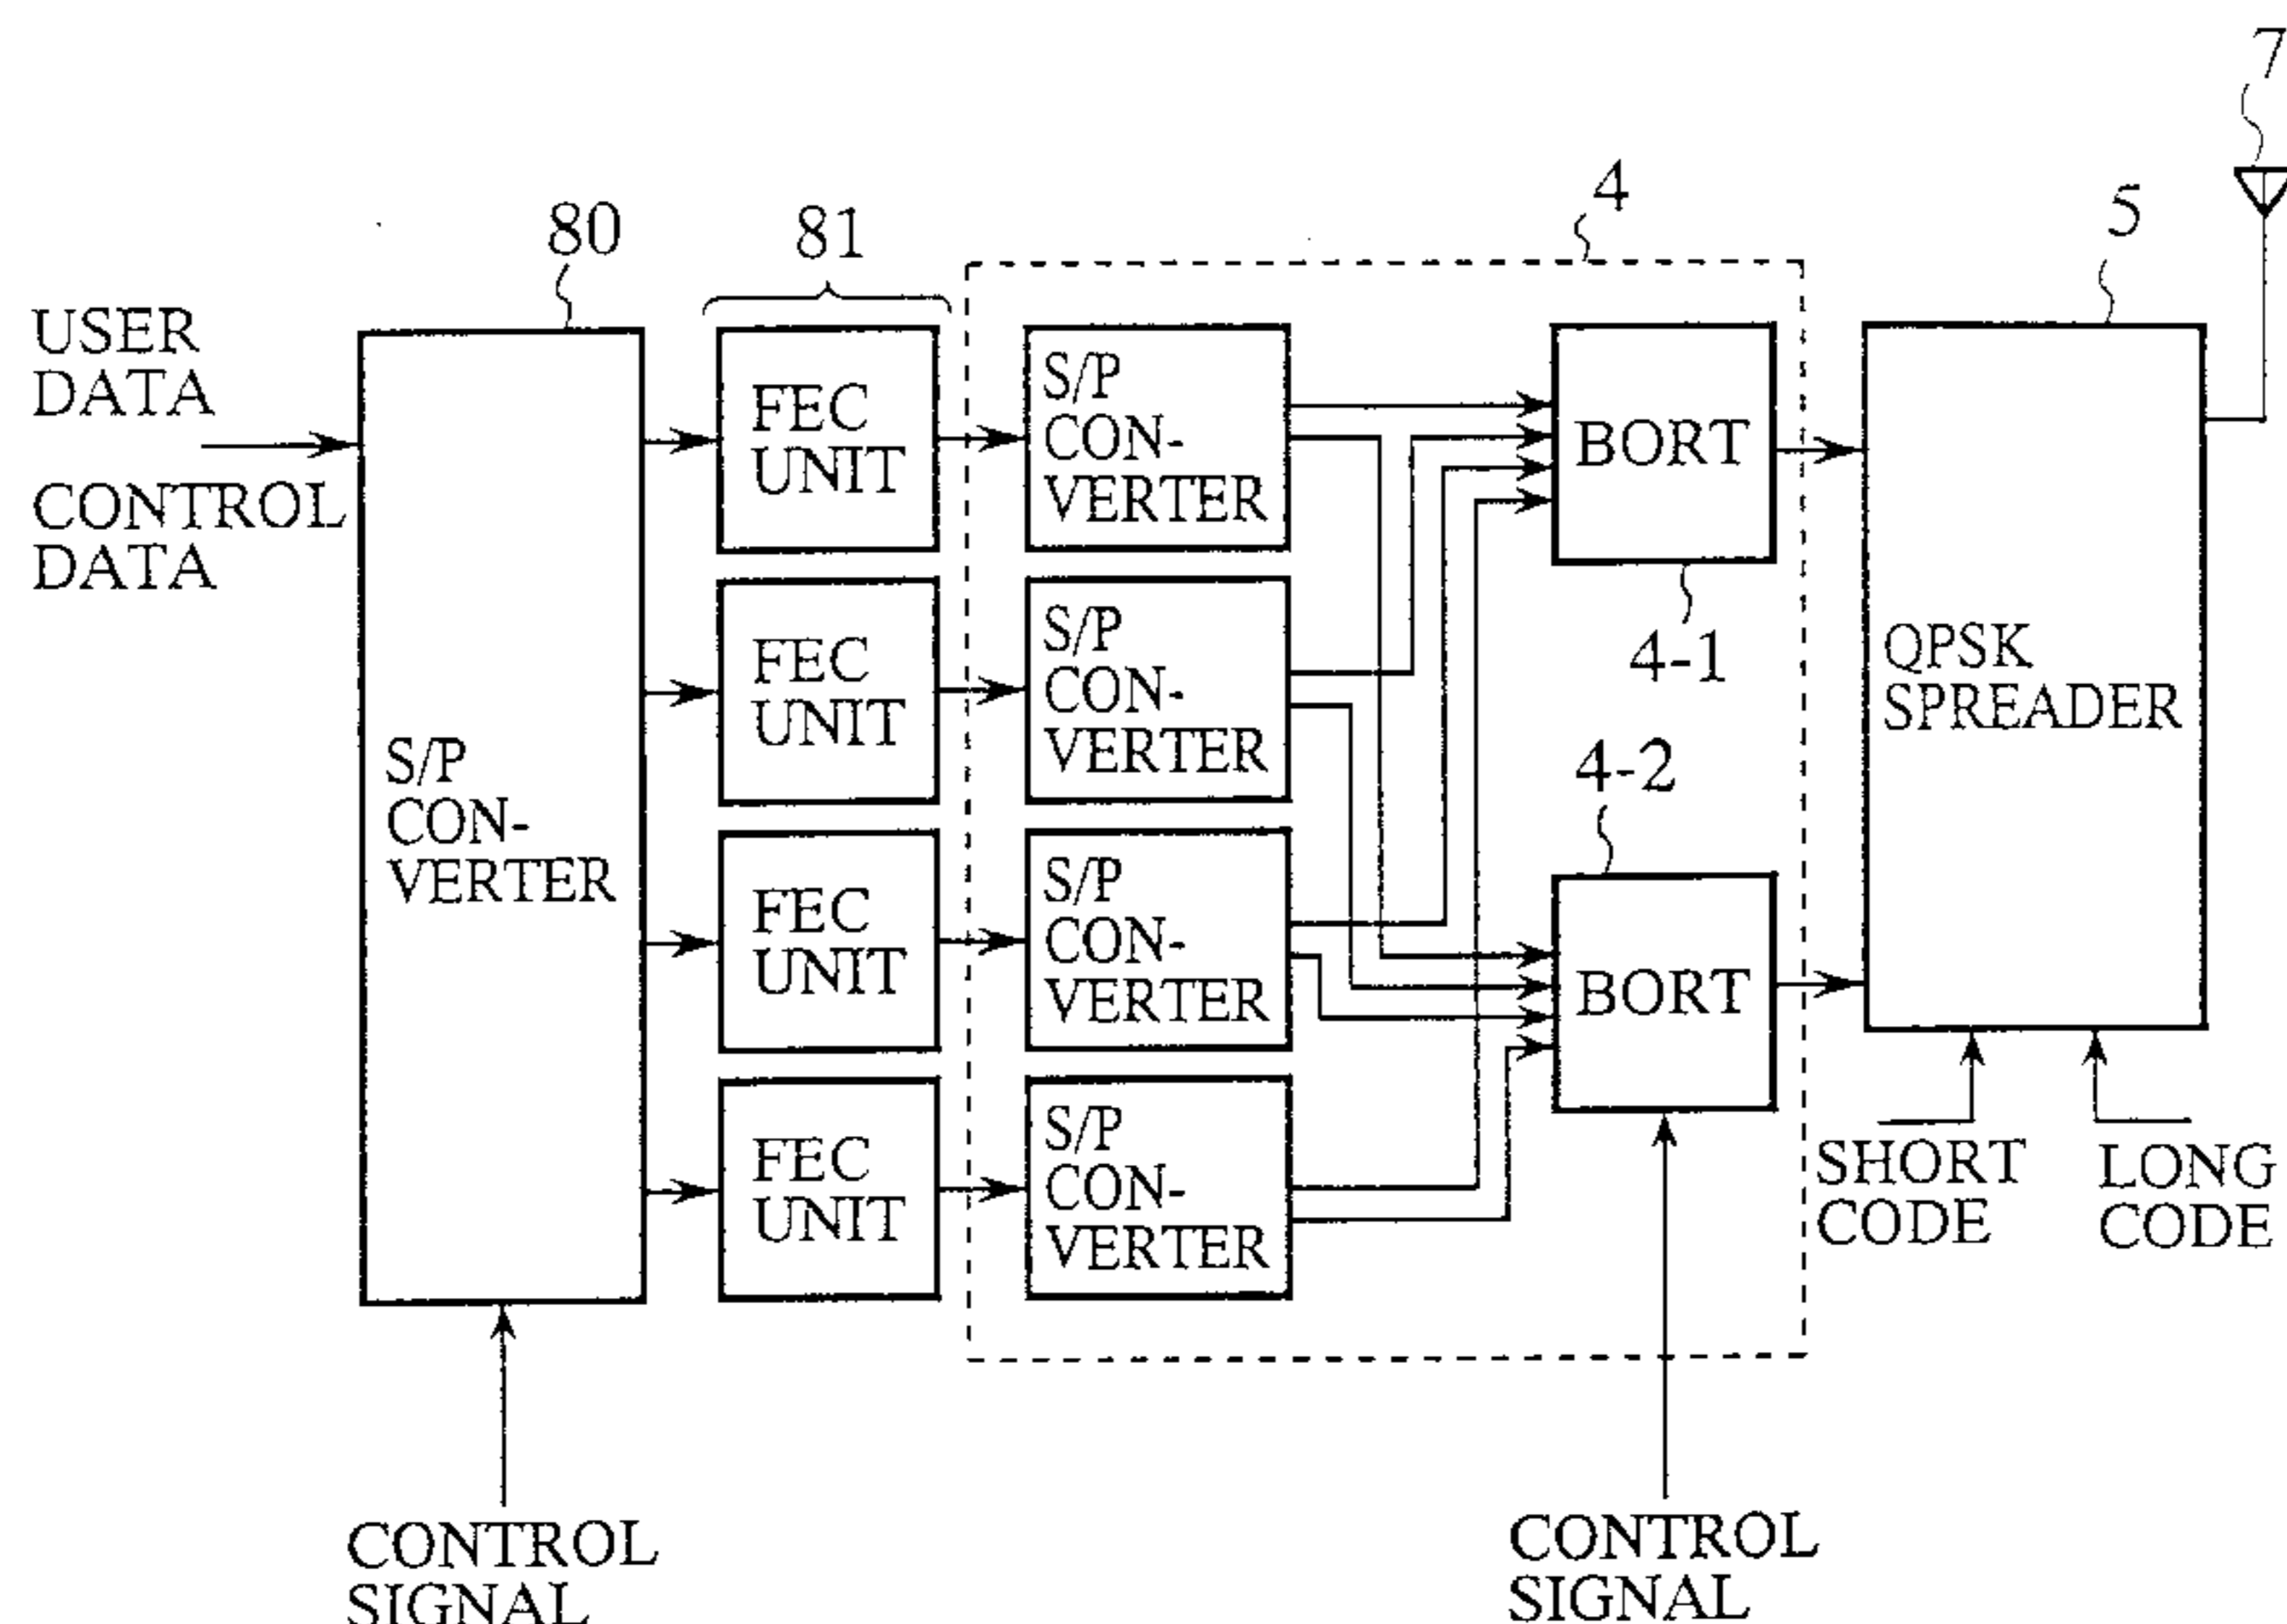 7
4
5
80
81
USER
DATA
CONTROL
DATA
S/P
CON-
VERTER
FEC
UNIT
FEC
UNIT
FEC
UNIT
FEC
UNIT
S/P
CON-
VERTER
S/P
CON-
VERTER
S/P
CON-
VERTER
S/P
CON-
VERTER
BORT
4-1
4-2
BORT
QPSK
SPREADER
SHORT
CODE
LONG
CODE
CONTROL
SIGNAL
CONTROL
SIGNAL